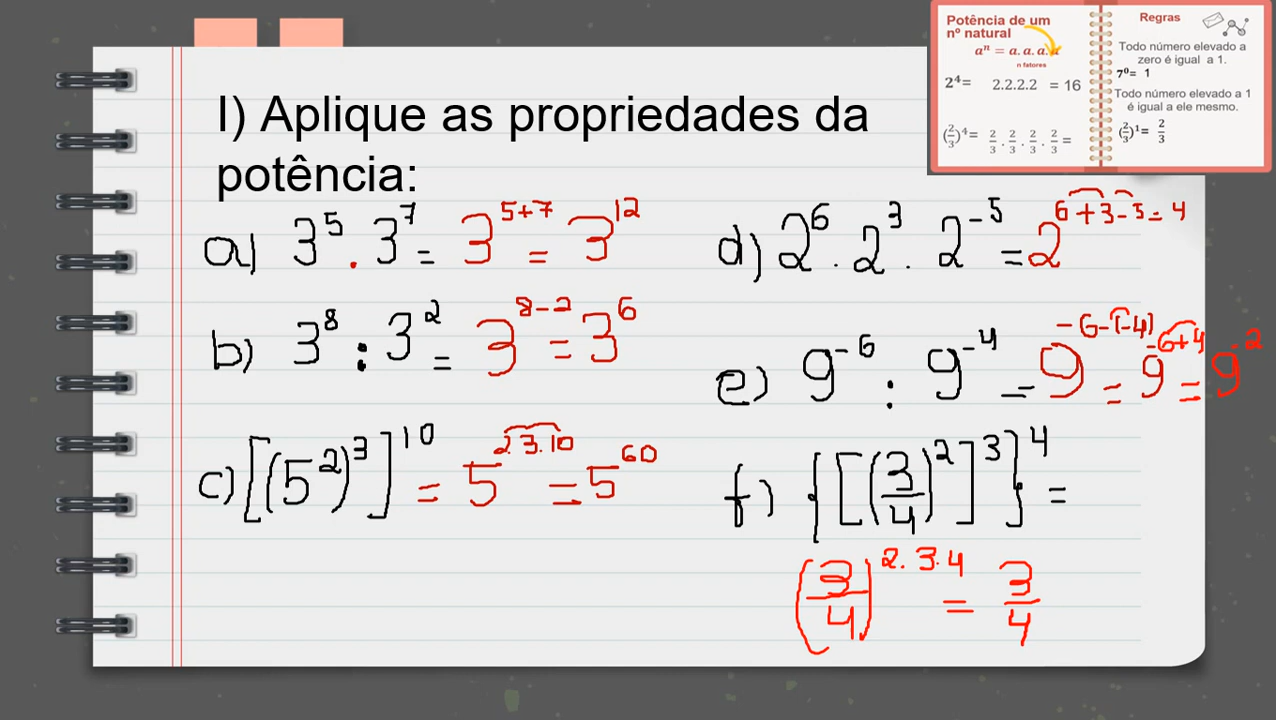 Potência de um
nº natural
aⁿ = a. a. a. a
n fatores
2⁴= 2.2.2.2 = 16
(2/3)⁴= 2/3 . 2/3 . 2/3 . 2/3 =
Regras
Todo número elevado a
zero é igual a 1.
7⁰= 1
Todo número elevado a 1
é igual a ele mesmo.
(2/3)¹= 2/3
I) Aplique as propriedades da
potência:
a) 3⁵ . 3⁷ = 3⁵⁺⁷ = 3¹²
b) 3⁸ : 3² = 3⁸⁻² = 3⁶
c) [(5²)³]¹⁰ = 5^2.3.10 = 5⁶⁰
d) 2⁶ . 2³ . 2⁻⁵ = 2^6+3-5=4
e) 9⁻⁶ : 9⁻⁴ = 9^-6-(-4) = 9^-6+4 = 9⁻²
f) {[(3/4)²]³}⁴ =
(3/4)^2.3.4 = 3/4